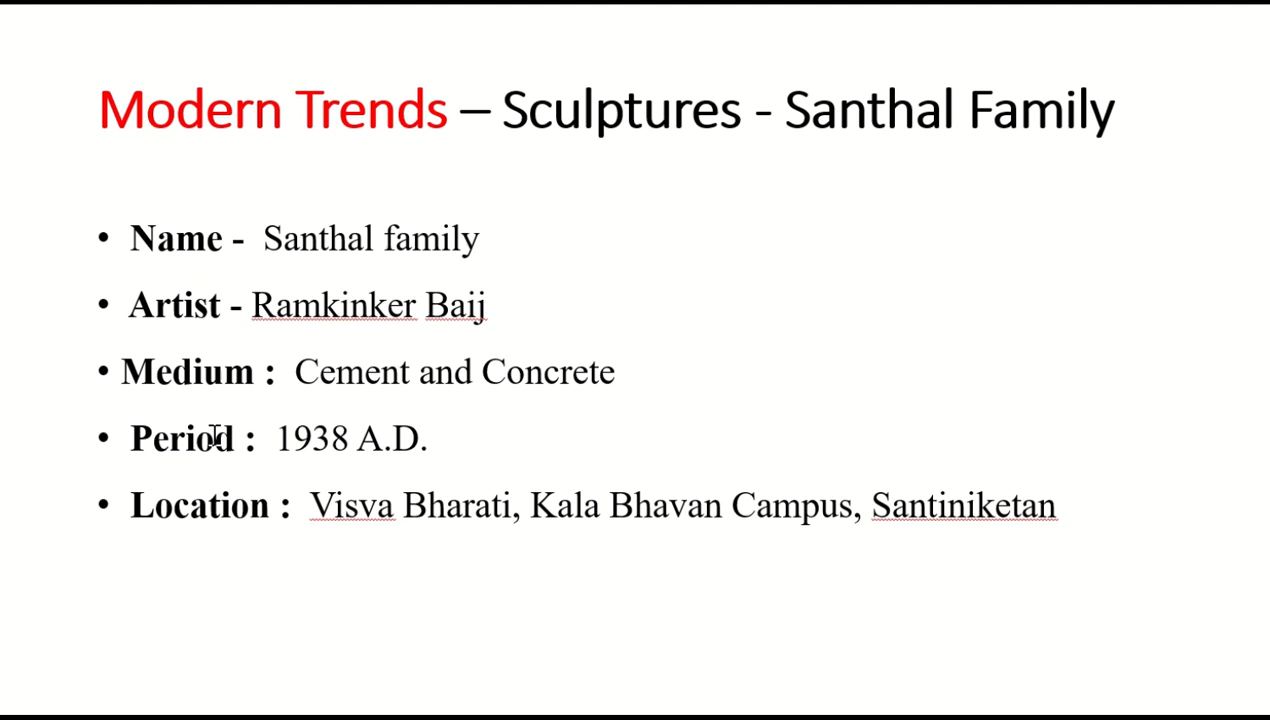 Modern Trends – Sculptures - Santhal Family
• Name - Santhal family
• Artist - Ramkinker Baij
• Medium : Cement and Concrete
• Period : 1938 A.D.
• Location : Visva Bharati, Kala Bhavan Campus, Santiniketan